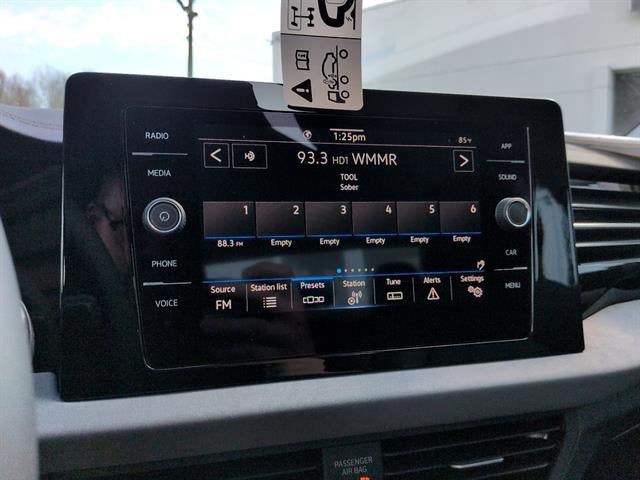 RADIO
MEDIA
PHONE
VOICE
1:25pm
85°F
93.3 HD1 WMMR
TOOL
Sober
1 2 3 4 5 6
88.3 FM Empty Empty Empty Empty Empty
Source Station list Presets Station Tune Alerts Settings
FM
APP
SOUND
CAR
MENU
PASSENGER
AIR BAG